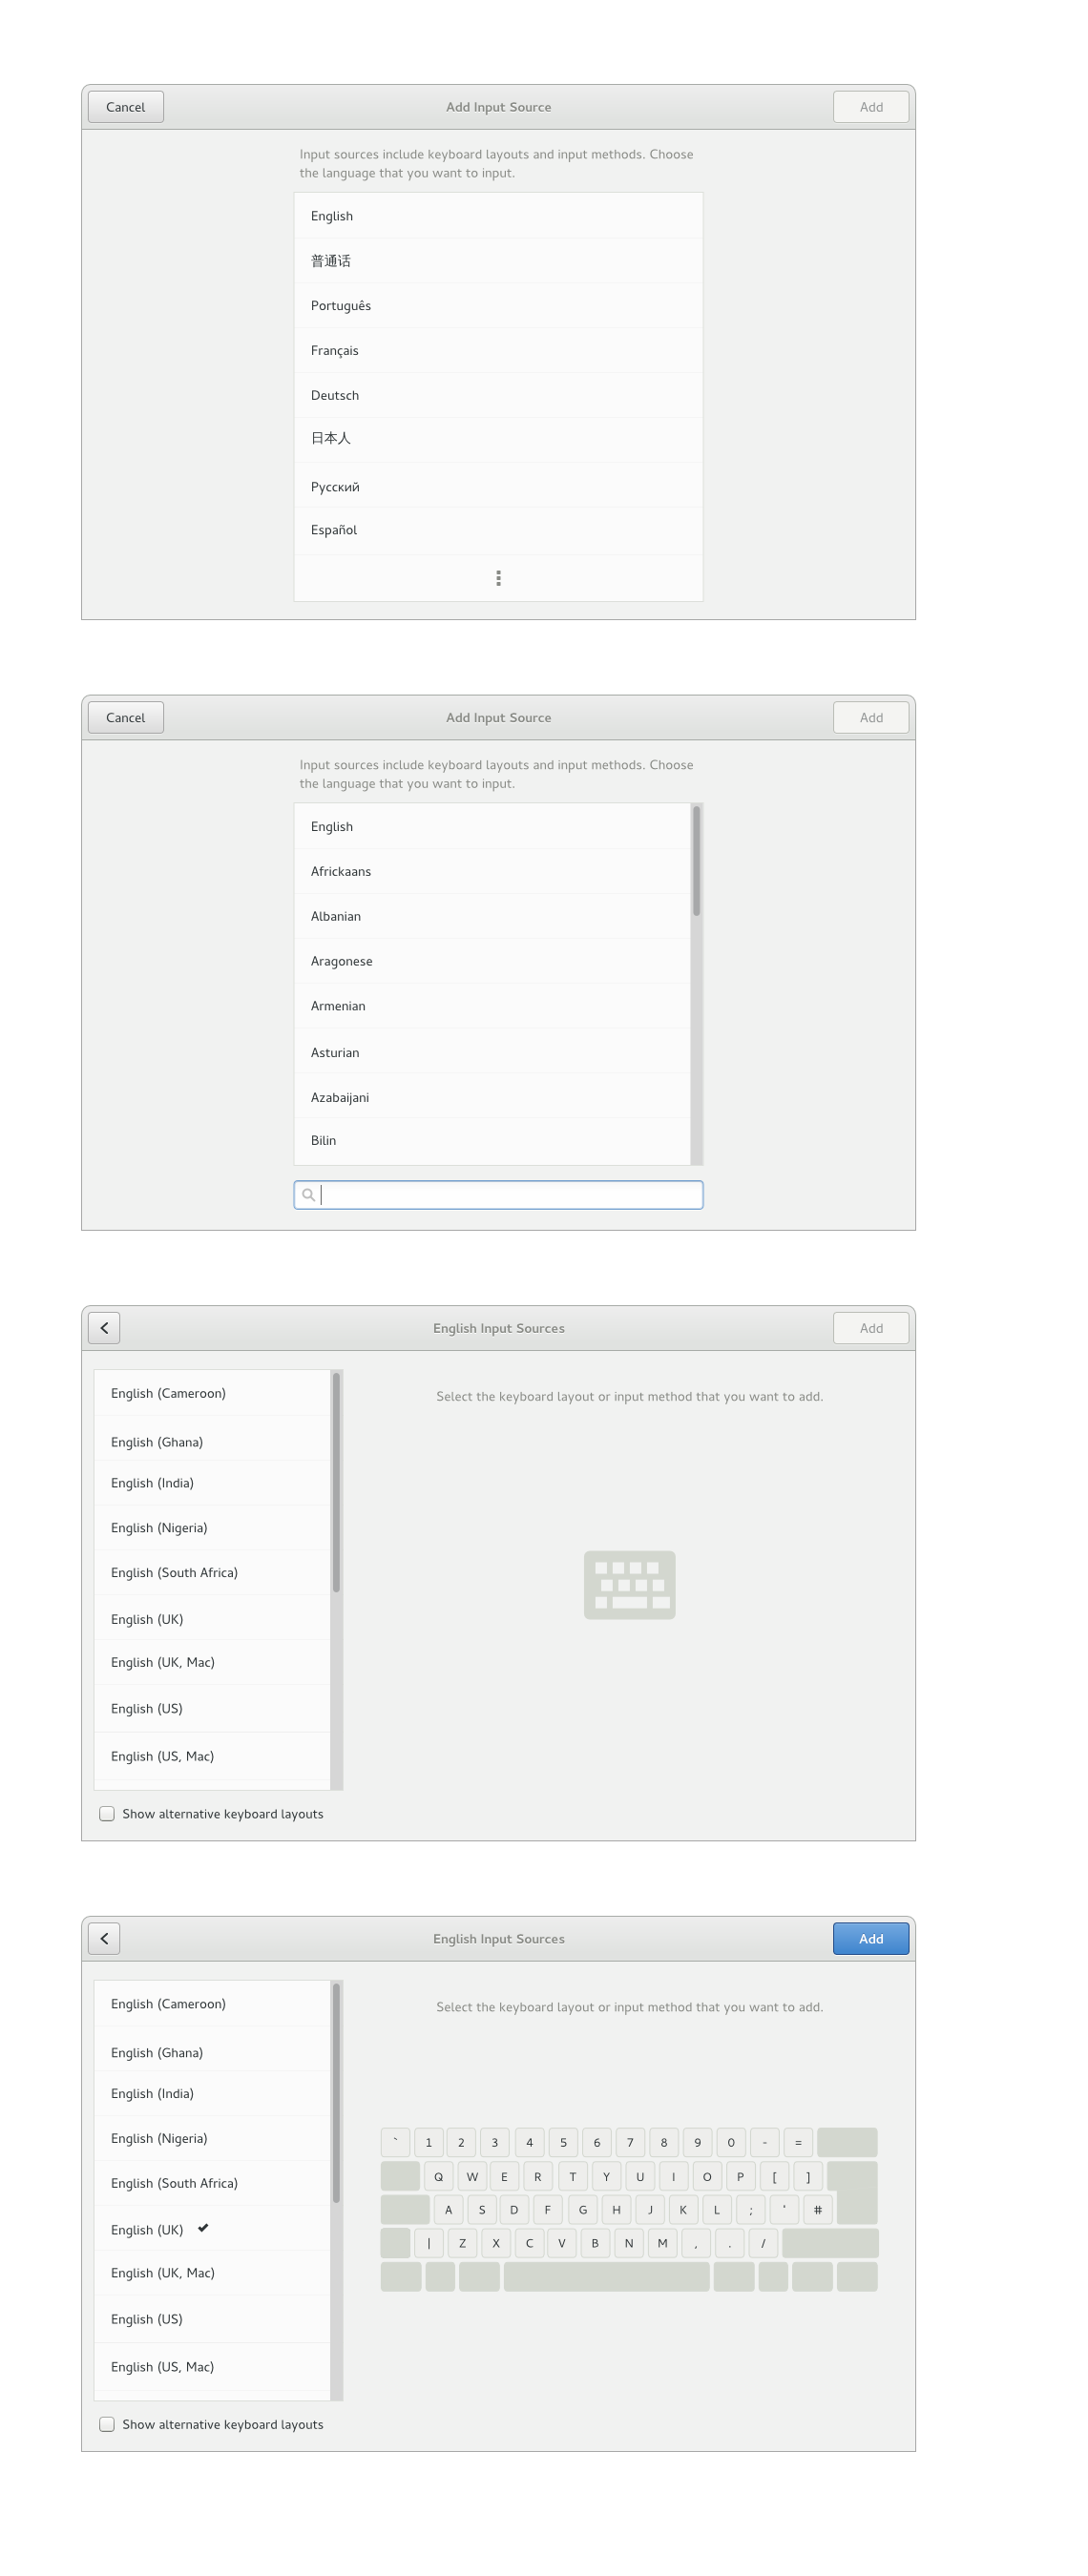 Cancel Add Input Source Add
Input sources include keyboard layouts and input methods. Choose
the language that you want to input.
English
普通话
Português
Français
Deutsch
日本人
Русский
Español
Cancel Add Input Source Add
Input sources include keyboard layouts and input methods. Choose
the language that you want to input.
English
Africkaans
Albanian
Aragonese
Armenian
Asturian
Azabaijani
Bilin
English Input Sources Add
Select the keyboard layout or input method that you want to add.
English (Cameroon)
English (Ghana)
English (India)
English (Nigeria)
English (South Africa)
English (UK)
English (UK, Mac)
English (US)
English (US, Mac)
Show alternative keyboard layouts
English Input Sources Add
Select the keyboard layout or input method that you want to add.
English (Cameroon)
English (Ghana)
English (India)
English (Nigeria)
English (South Africa)
English (UK)
English (UK, Mac)
English (US)
English (US, Mac)
Show alternative keyboard layouts
` 1 2 3 4 5 6 7 8 9 0 - =
Q W E R T Y U I O P [ ]
A S D F G H J K L ; ' #
| Z X C V B N M , . /